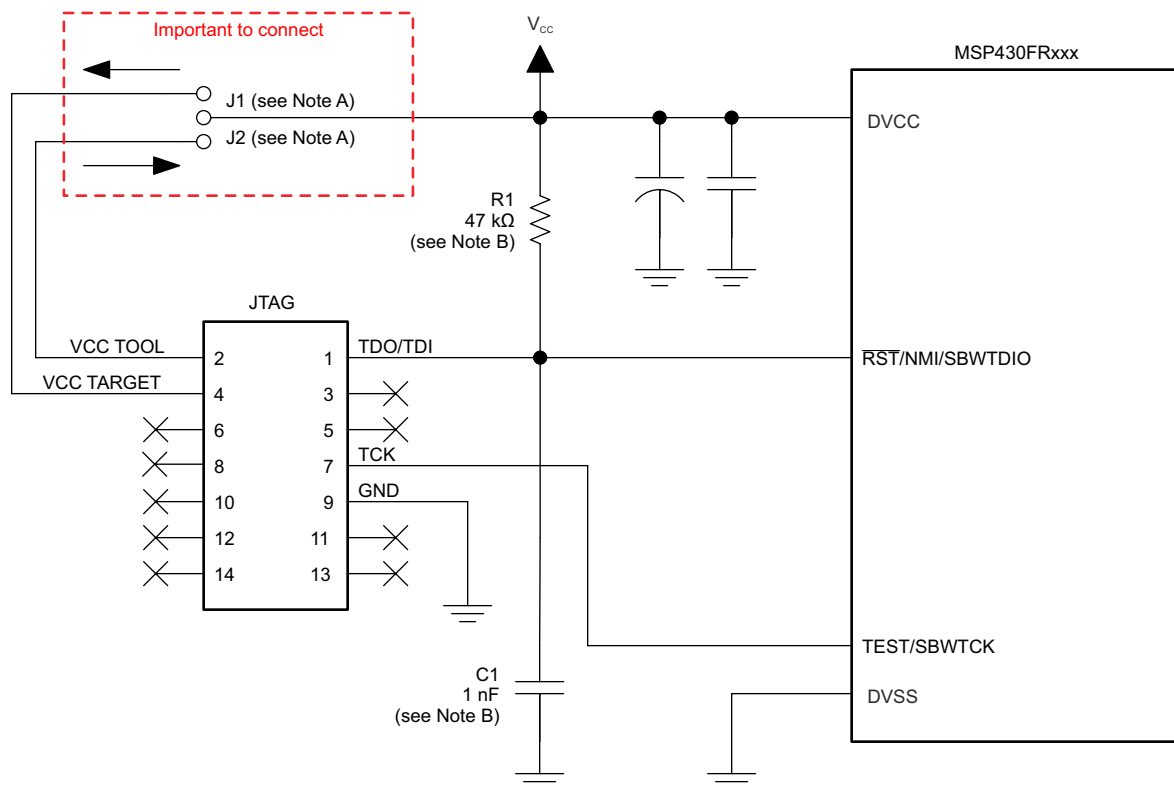 Important to connect
VCC
MSP430FRxxx
J1 (see Note A)
J2 (see Note A)
DVCC
R1
47 kΩ
(see Note B)
JTAG
VCC TOOL
2
1
TDO/TDI
RST/NMI/SBWTDIO
VCC TARGET
4
3
6
5
8
7
TCK
10
9
GND
12
11
14
13
TEST/SBWTCK
C1
1 nF
(see Note B)
DVSS